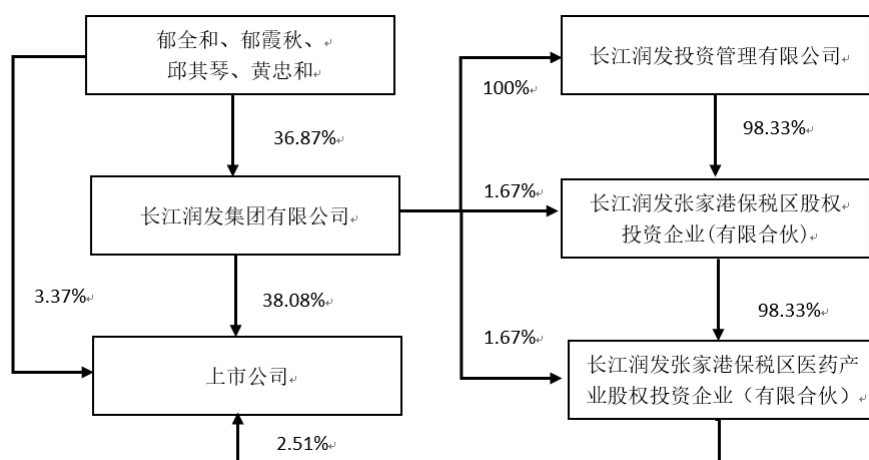 郁全和、郁霞秋、
邱其琴、黄忠和
长江润发投资管理有限公司
100%
36.87%
98.33%
长江润发集团有限公司
1.67%
长江润发张家港保税区股权
投资企业(有限合伙)
3.37%
38.08%
98.33%
1.67%
上市公司
长江润发张家港保税区医药产
业股权投资企业（有限合伙）
2.51%